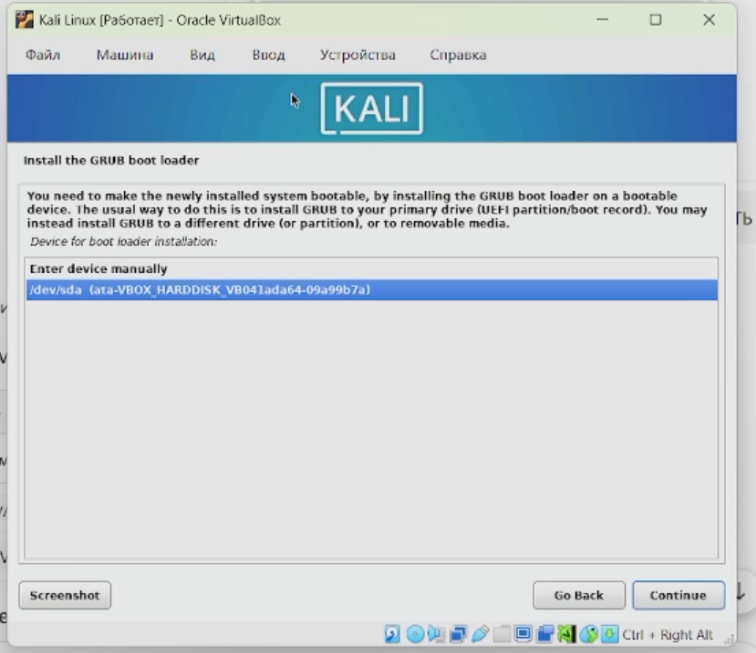 Kali Linux [Работает] - Oracle VirtualBox
Файл Машина Вид Ввод Устройства Справка
KALI
Install the GRUB boot loader
You need to make the newly installed system bootable, by installing the GRUB boot loader on a bootable
device. The usual way to do this is to install GRUB to your primary drive (UEFI partition/boot record). You may
instead install GRUB to a different drive (or partition), or to removable media.
Device for boot loader installation:
Enter device manually
/dev/sda (ata-VBOX_HARDDISK_VB041ada64-09a99b7a)
Screenshot Go Back Continue
Ctrl + Right Alt